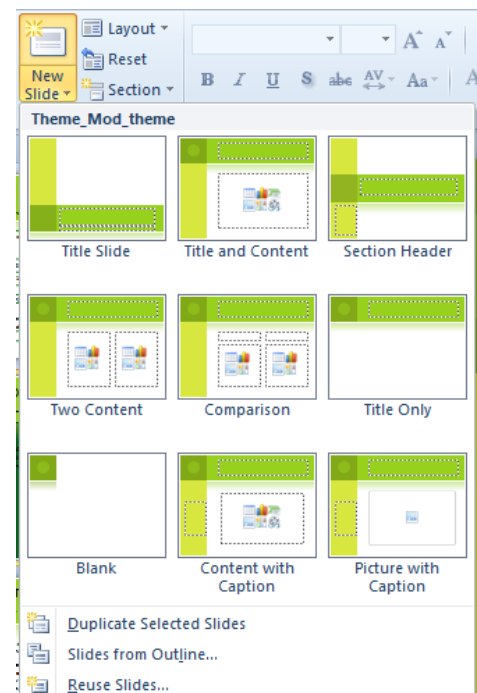 Layout
Reset
New
Slide
Section
B I U S abc AV Aa A
A A
Theme_Mod_theme
Title Slide
Title and Content
Section Header
Two Content
Comparison
Title Only
Blank
Content with
Caption
Picture with
Caption
Duplicate Selected Slides
Slides from Outline...
Reuse Slides...